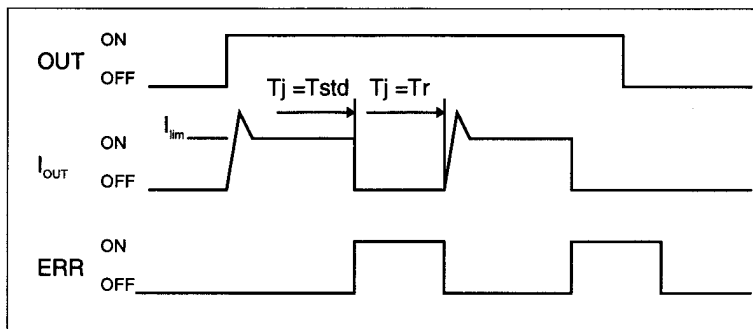 ON
OUT
OFF
Tj =Tstd Tj =Tr
Ilim
ON
IOUT
OFF
ON
ERR
OFF